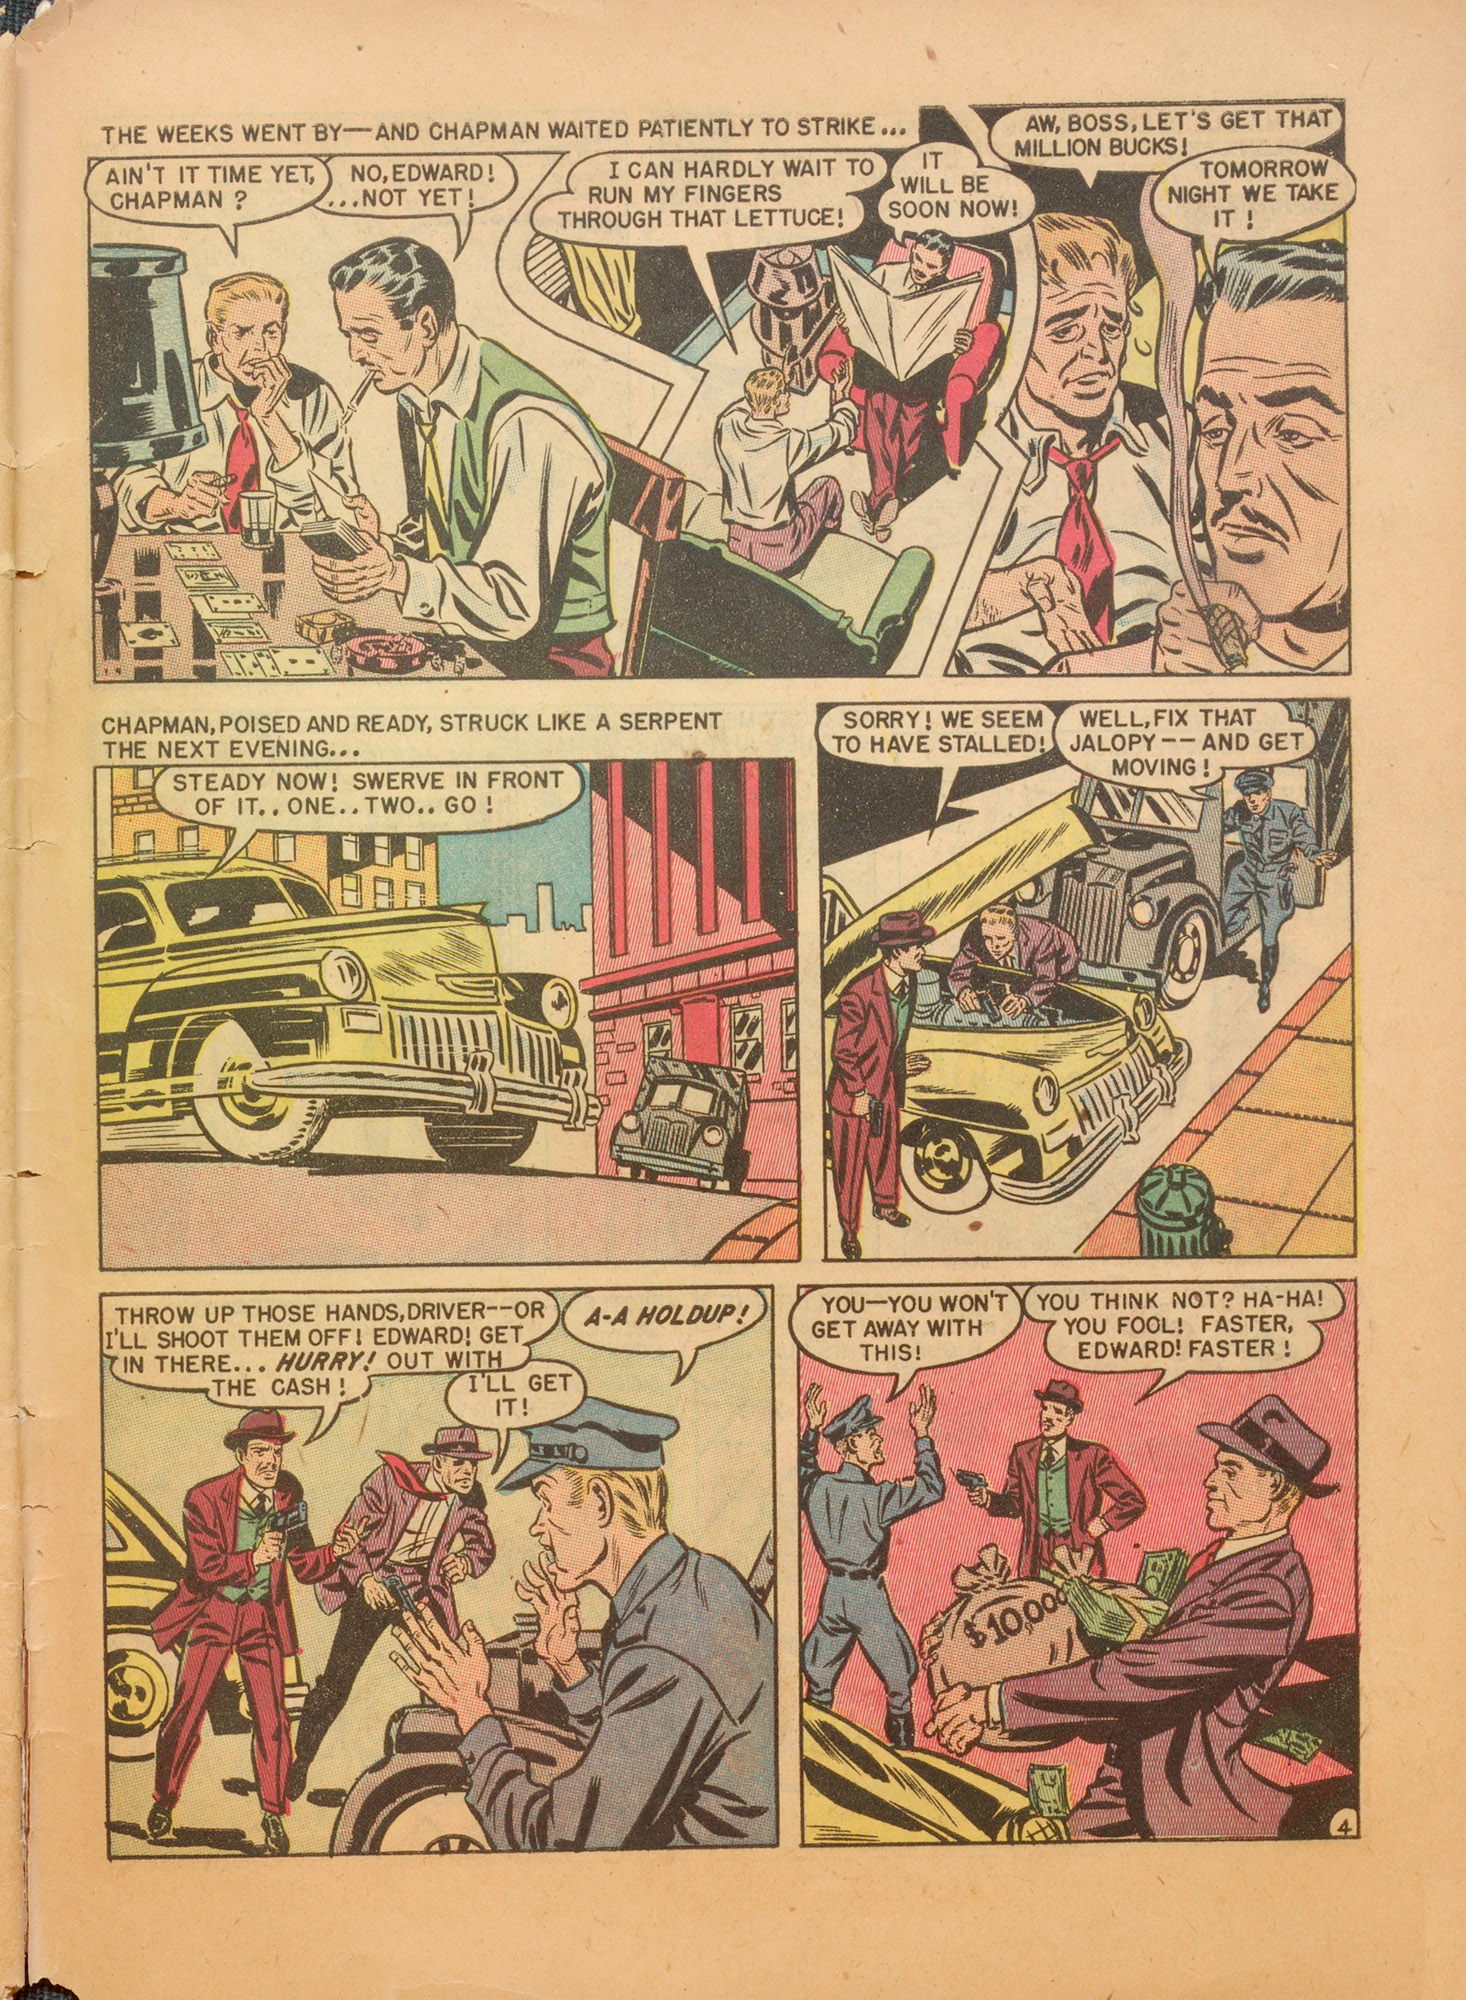 THE WEEKS WENT BY—AND CHAPMAN WAITED PATIENTLY TO STRIKE...
AIN'T IT TIME YET,
CHAPMAN?
NO, EDWARD!
...NOT YET!
I CAN HARDLY WAIT TO
RUN MY FINGERS
THROUGH THAT LETTUCE!
IT
WILL BE
SOON NOW!
AW, BOSS, LET'S GET THAT
MILLION BUCKS!
TOMORROW
NIGHT WE TAKE
IT!
CHAPMAN, POISED AND READY, STRUCK LIKE A SERPENT
THE NEXT EVENING...
STEADY NOW! SWERVE IN FRONT
OF IT.. ONE.. TWO.. GO!
SORRY! WE SEEM
TO HAVE STALLED!
WELL, FIX THAT
JALOPY--AND GET
MOVING!
THROW UP THOSE HANDS, DRIVER--OR
I'LL SHOOT THEM OFF! EDWARD! GET
IN THERE... HURRY! OUT WITH
THE CASH!
I'LL GET
IT!
A-A HOLDUP!
YOU—YOU WON'T
GET AWAY WITH
THIS!
YOU THINK NOT? HA-HA!
YOU FOOL! FASTER,
EDWARD! FASTER!
$10,000
4